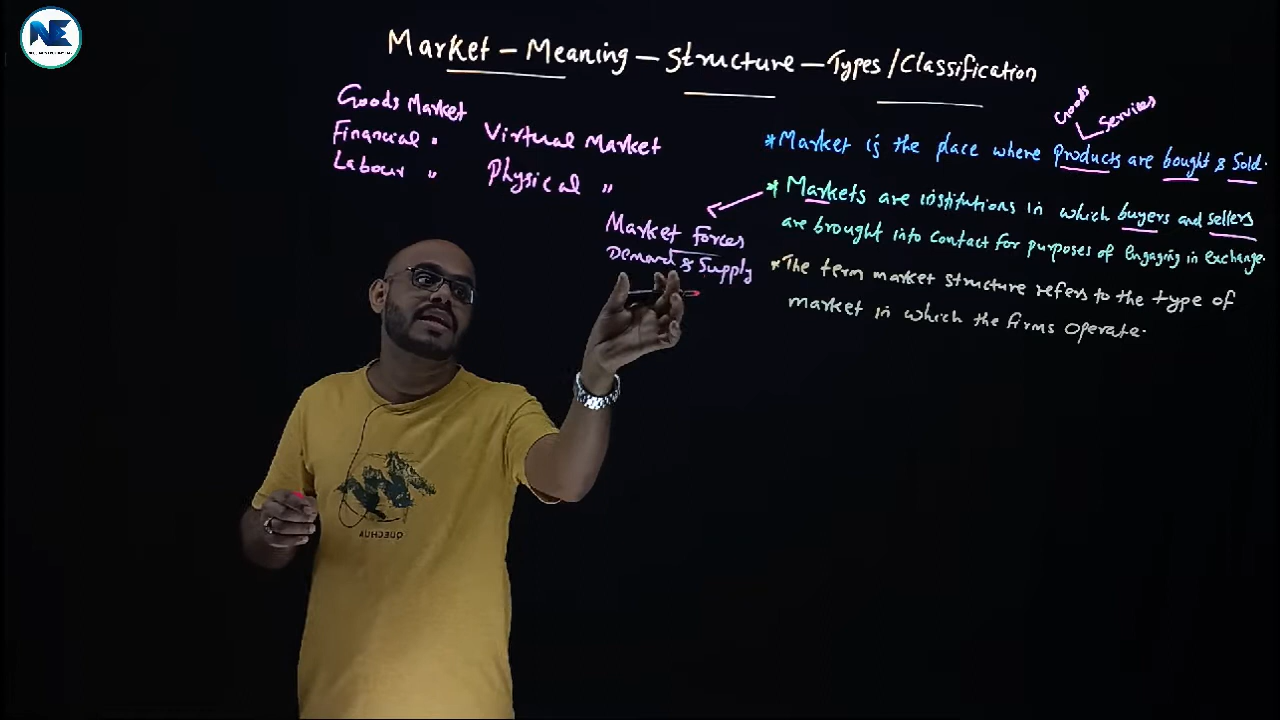 NE
Market – Meaning – Structure – Types / Classification
Goods Market
Financial "
Labour "
Virtual Market
Physical "
Goods
Services
* Market is the place where Products are bought & Sold.
* Markets are institutions in which buyers and sellers
are brought into Contact for purposes of Engaging in exchange.
Market forces
Demand & Supply
* The term market structure refers to the type of
market in which the firms operate.
QUECHUA